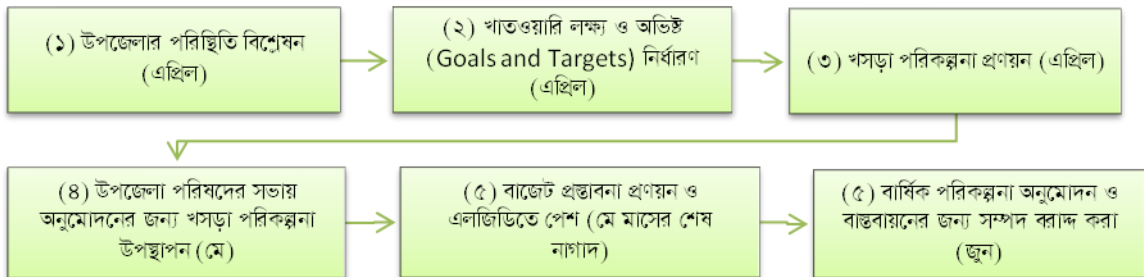 (১) উপজেলার পরিস্থিতি বিশ্লেষন
(এপ্রিল)
(২) খাতওয়ারি লক্ষ্য ও অভিষ্ট
(Goals and Targets) নির্ধারণ
(এপ্রিল)
(৩) খসড়া পরিকল্পনা প্রণয়ন (এপ্রিল)
(৪) উপজেলা পরিষদের সভায়
অনুমোদনের জন্য খসড়া পরিকল্পনা
উপস্থাপন (মে)
(৫) বাজেট প্রস্তাবনা প্রণয়ন ও
এলজিডিতে পেশ (মে মাসের শেষ
নাগাদ)
(৫) বার্ষিক পরিকল্পনা অনুমোদন ও
বাস্তবায়নের জন্য সম্পদ বরাদ্দ করা
(জুন)